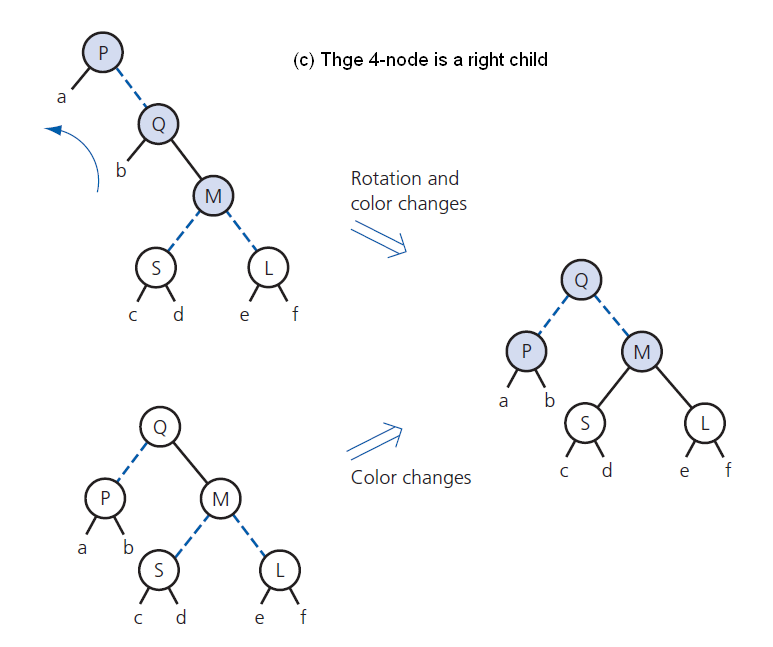 P
(c) Thge 4-node is a right child
a
Q
b
Rotation and
color changes
M
S
L
c d e f
Q
P
M
a b
S
L
c d e f
Q
P
M
a b
S
L
c d e f
Color changes